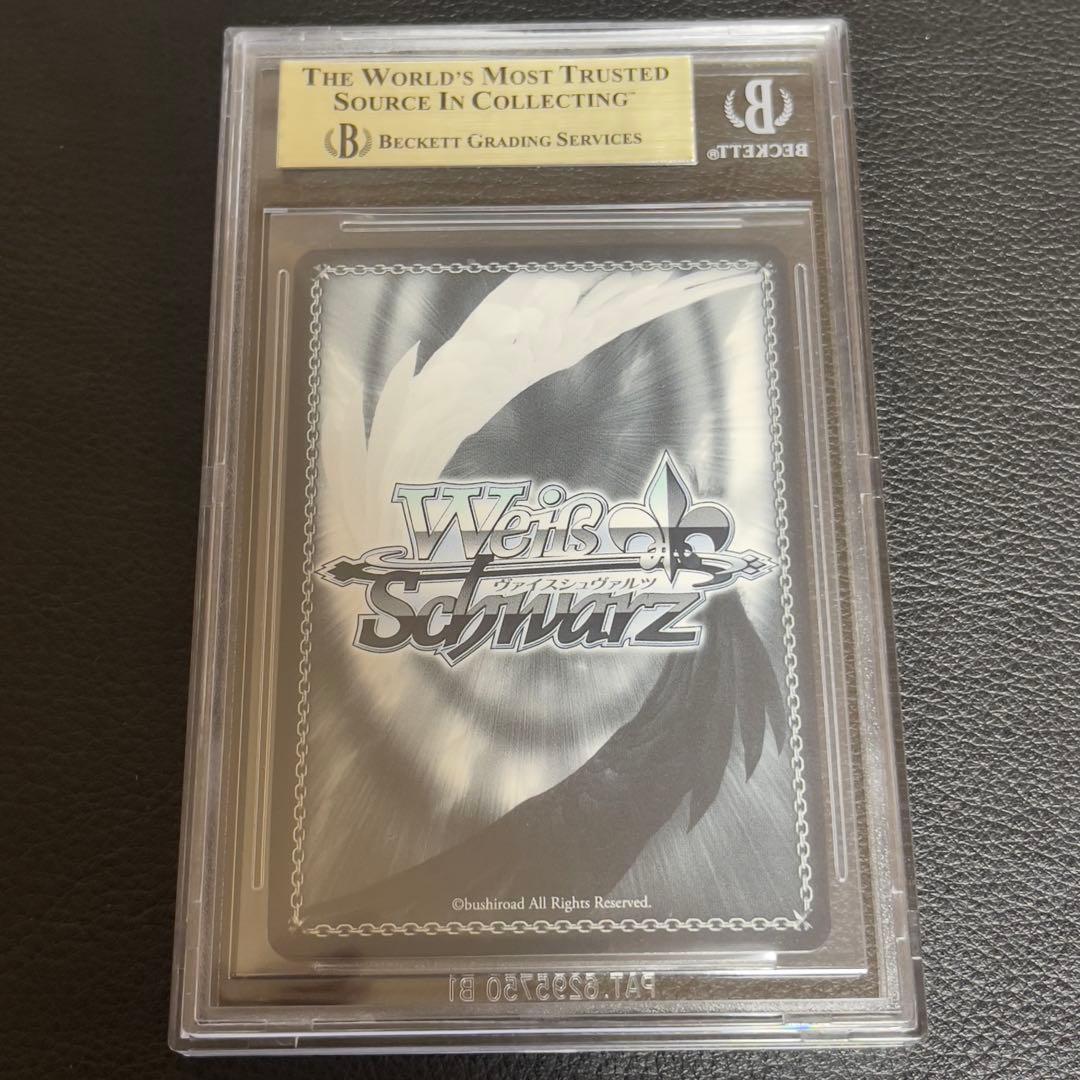 THE WORLD'S MOST TRUSTED
SOURCE IN COLLECTING™
B BECKETT GRADING SERVICES
B
BECKETT®
Weiß
ヴァイスシュヴァルツ
Schwarz
©bushiroad All Rights Reserved.
PAT. 6295750 B1